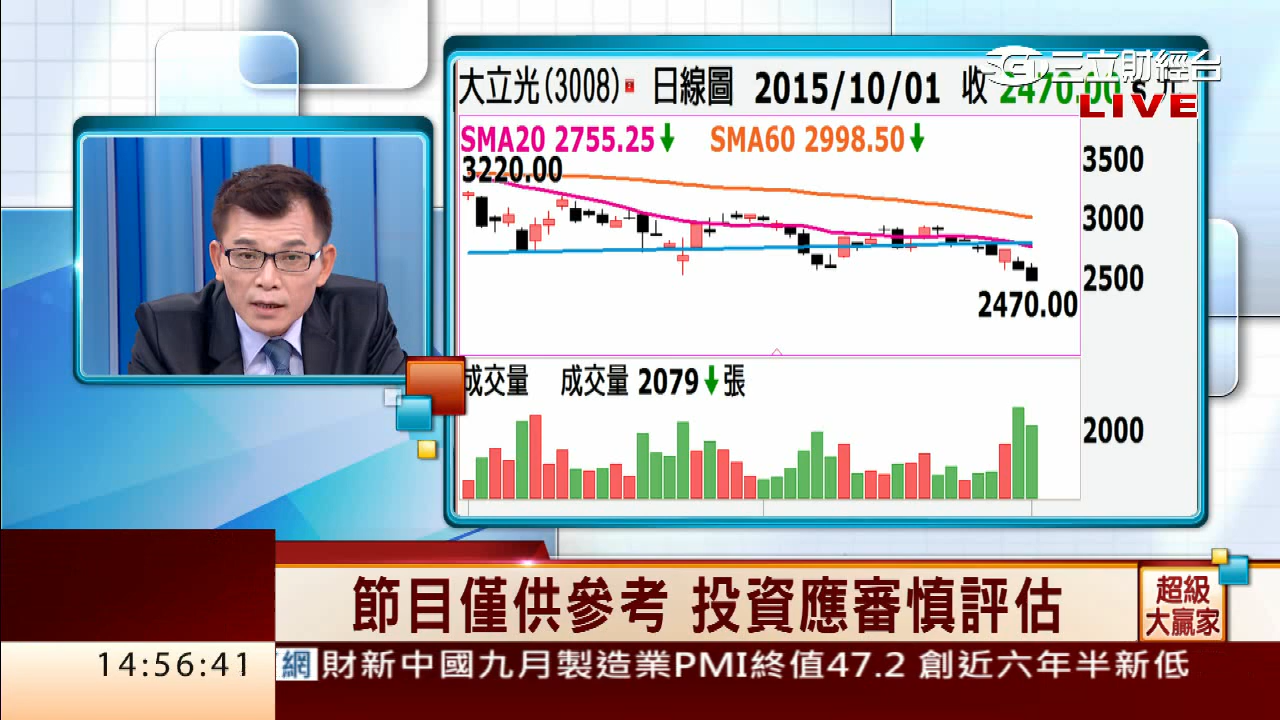 三立財經台
LIVE
大立光(3008) 日線圖 2015/10/01 收 2470.00 s 元
SMA20 2755.25↓ SMA60 2998.50↓
3220.00
3500
3000
2500
2470.00
成交量 成交量 2079↓張
2000
節目僅供參考 投資應審慎評估
超級
大贏家
14:56:41
網 財新中國九月製造業PMI終值47.2 創近六年半新低